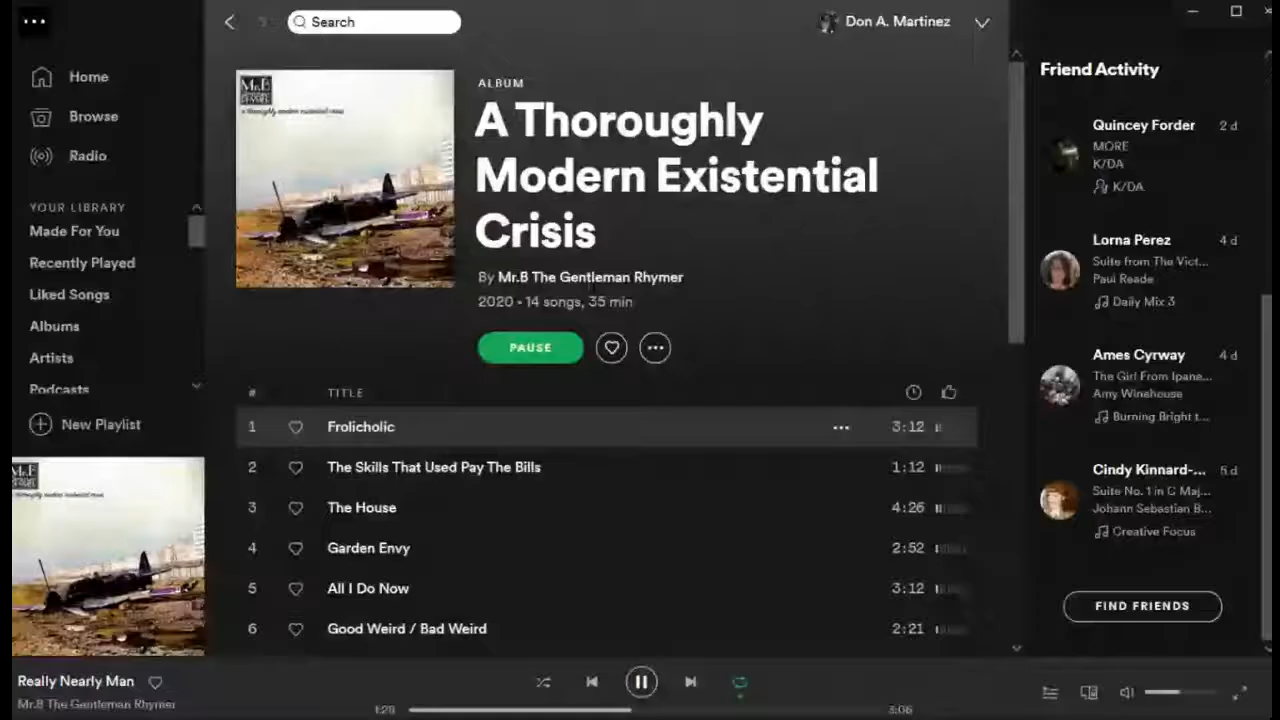 Search
Don A. Martinez
Home
Browse
Radio
YOUR LIBRARY
Made For You
Recently Played
Liked Songs
Albums
Artists
Podcasts
New Playlist
Mr.B
a thoroughly modern existential crisis
ALBUM
A Thoroughly
Modern Existential
Crisis
By Mr.B The Gentleman Rhymer
2020 • 14 songs, 35 min
PAUSE
# TITLE
1 Frolicholic 3:12
2 The Skills That Used Pay The Bills 1:12
3 The House 4:26
4 Garden Envy 2:52
5 All I Do Now 3:12
6 Good Weird / Bad Weird 2:21
Friend Activity
Quincey Forder 2 d
MORE
K/DA
K/DA
Lorna Perez 4 d
Suite from The Vict...
Paul Reade
Daily Mix 3
Ames Cyrway 4 d
The Girl From Ipane...
Amy Winehouse
Burning Bright t...
Cindy Kinnard-... 5 d
Suite No. 1 in G Maj...
Johann Sebastian B...
Creative Focus
FIND FRIENDS
Really Nearly Man
Mr.B The Gentleman Rhymer
3:06